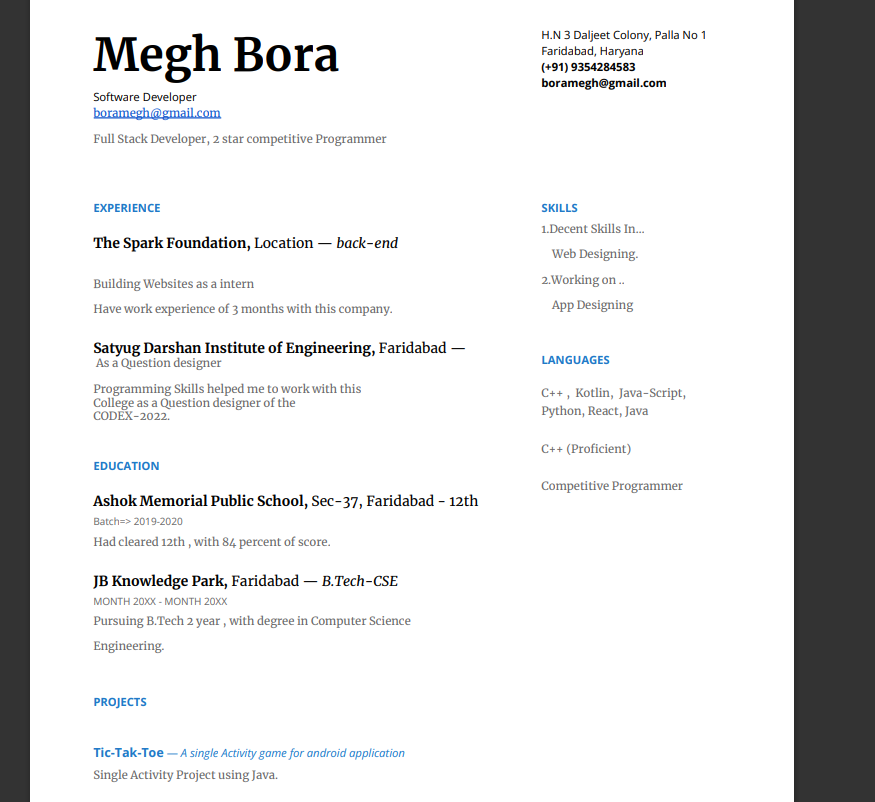 Megh Bora
Software Developer
boramegh@gmail.com
Full Stack Developer, 2 star competitive Programmer
H.N 3 Daljeet Colony, Palla No 1
Faridabad, Haryana
(+91) 9354284583
boramegh@gmail.com
EXPERIENCE
The Spark Foundation, Location — back-end
Building Websites as a intern
Have work experience of 3 months with this company.
Satyug Darshan Institute of Engineering, Faridabad —
As a Question designer
Programming Skills helped me to work with this
College as a Question designer of the
CODEX-2022.
EDUCATION
Ashok Memorial Public School, Sec-37, Faridabad - 12th
Batch=> 2019-2020
Had cleared 12th , with 84 percent of score.
JB Knowledge Park, Faridabad — B.Tech-CSE
MONTH 20XX - MONTH 20XX
Pursuing B.Tech 2 year , with degree in Computer Science
Engineering.
PROJECTS
Tic-Tak-Toe — A single Activity game for android application
Single Activity Project using Java.
SKILLS
1.Decent Skills In...
Web Designing.
2.Working on ..
App Designing
LANGUAGES
C++ , Kotlin, Java-Script,
Python, React, Java
C++ (Proficient)
Competitive Programmer